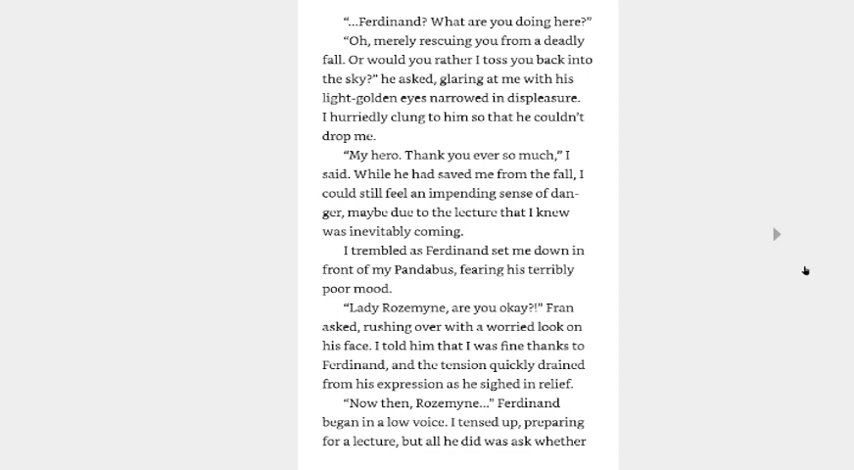 “...Ferdinand? What are you doing here?”
“Oh, merely rescuing you from a deadly
fall. Or would you rather I toss you back into
the sky?” he asked, glaring at me with his
light-golden eyes narrowed in displeasure.
I hurriedly clung to him so that he couldn’t
drop me.
“My hero. Thank you ever so much,” I
said. While he had saved me from the fall, I
could still feel an impending sense of dan-
ger, maybe due to the lecture that I knew
was inevitably coming.
I trembled as Ferdinand set me down in
front of my Pandabus, fearing his terribly
poor mood.
“Lady Rozemyne, are you okay?!” Fran
asked, rushing over with a worried look on
his face. I told him that I was fine thanks to
Ferdinand, and the tension quickly drained
from his expression as he sighed in relief.
“Now then, Rozemyne...” Ferdinand
began in a low voice. I tensed up, preparing
for a lecture, but all he did was ask whether